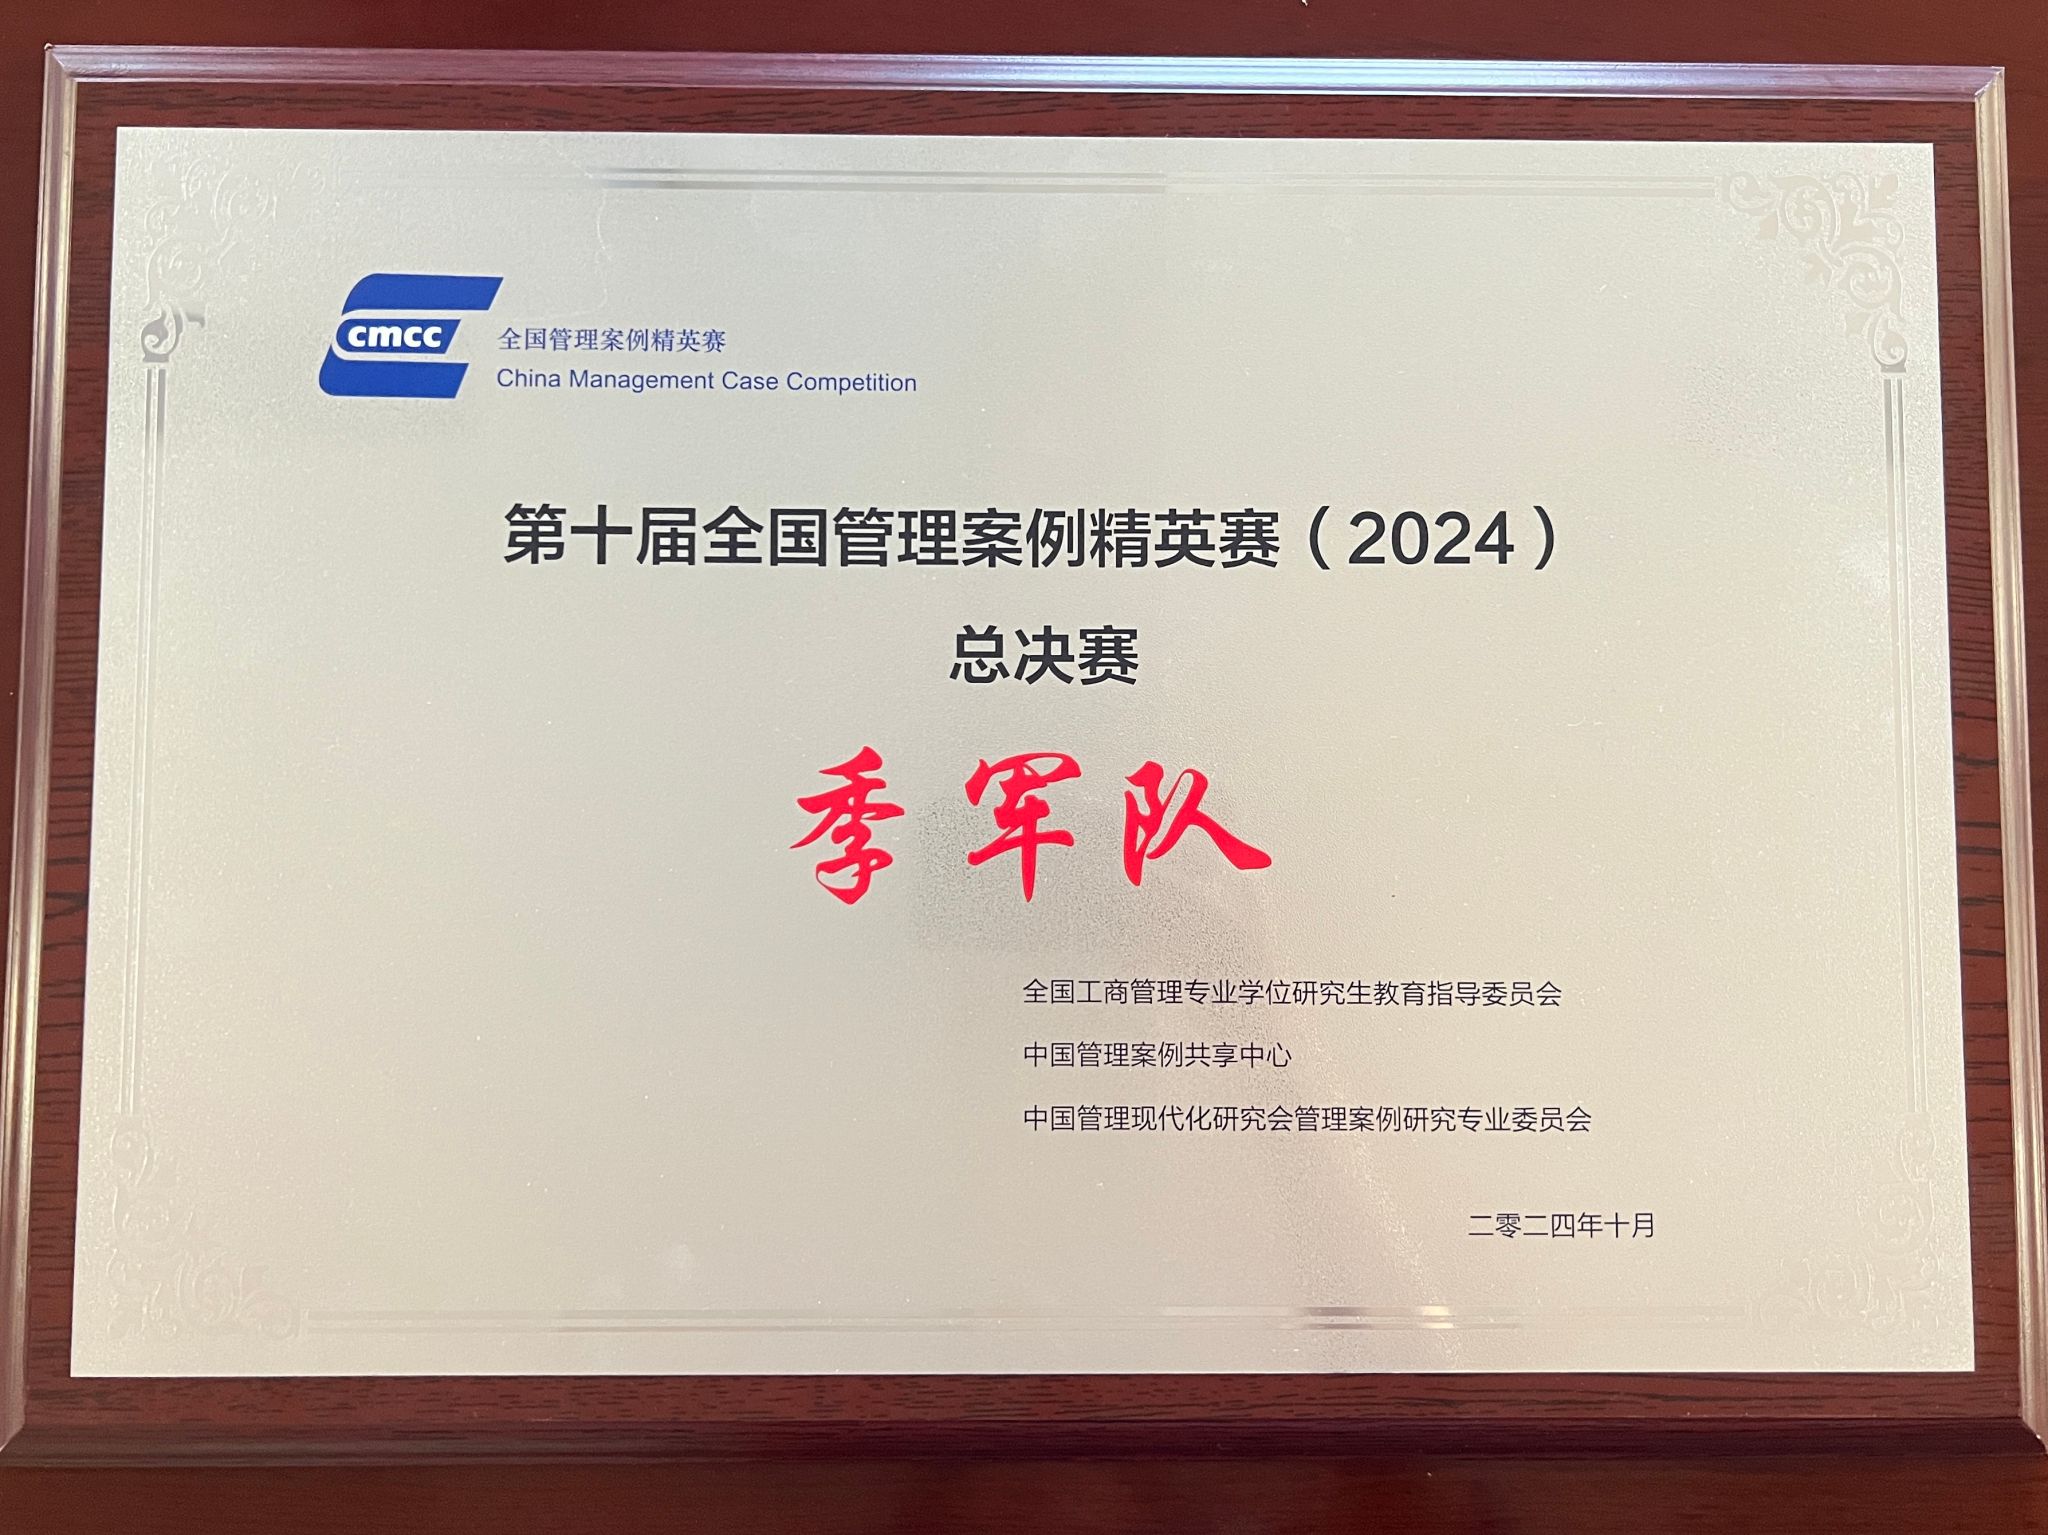 cmcc
全国管理案例精英赛
China Management Case Competition
第十届全国管理案例精英赛（2024）
总决赛
季军队
全国工商管理专业学位研究生教育指导委员会
中国管理案例共享中心
中国管理现代化研究会管理案例研究专业委员会
二零二四年十月